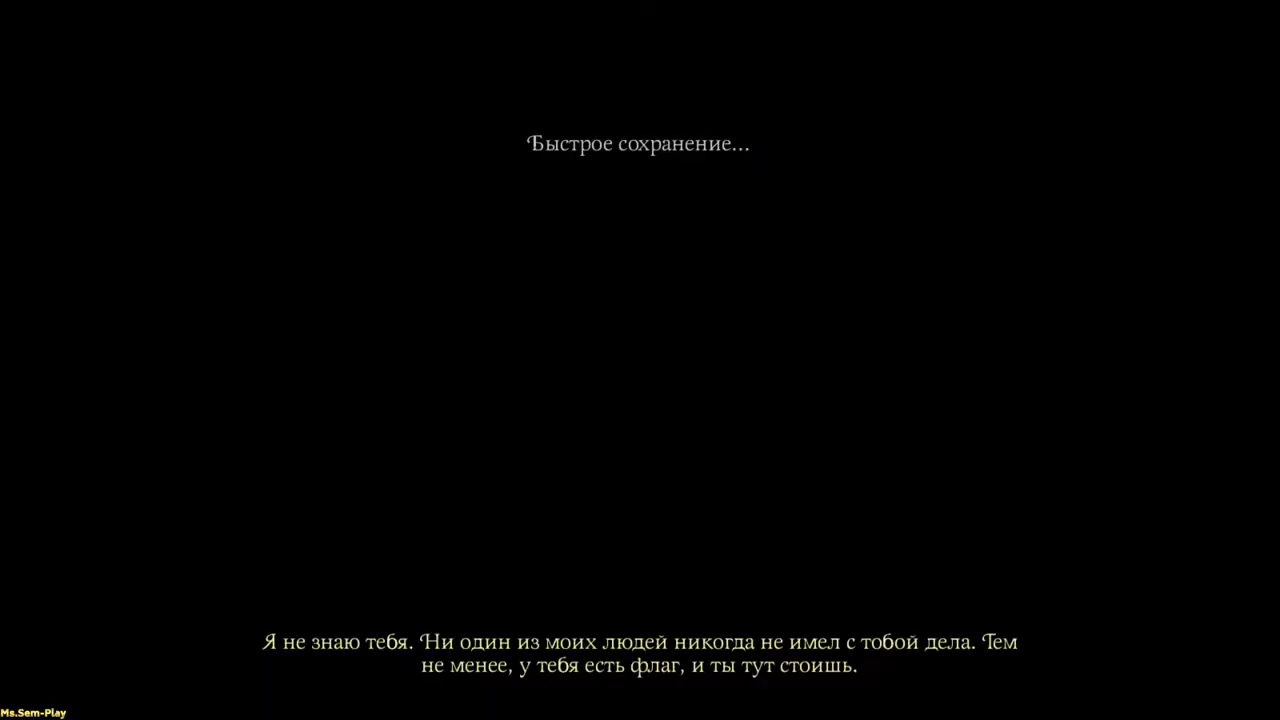 Быстрое сохранение...
Я не знаю тебя. Ни один из моих людей никогда не имел с тобой дела. Тем
не менее, у тебя есть флаг, и ты тут стоишь.
Ms.Sem-Play